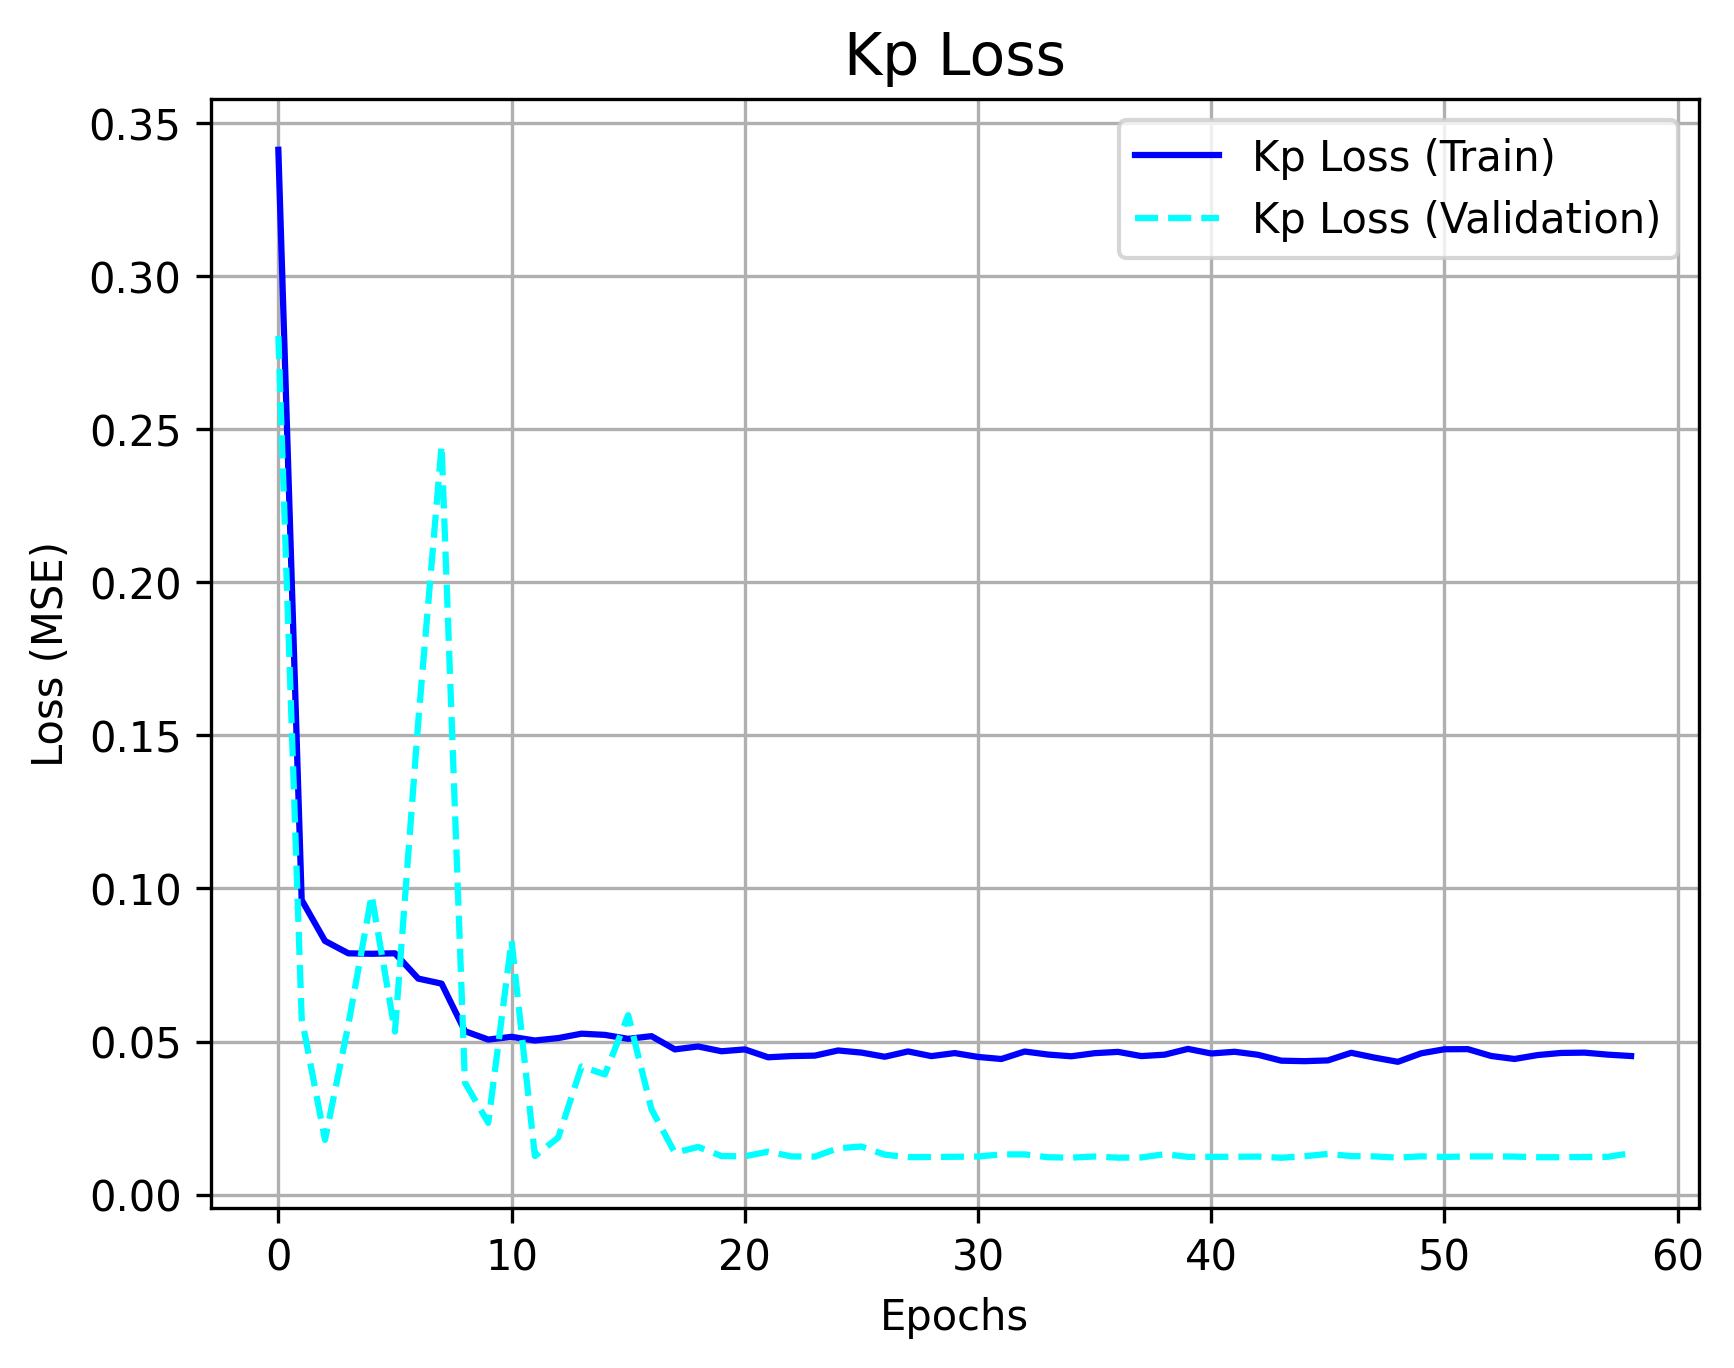 Kp Loss
0.35
0.30
0.25
0.20
0.15
0.10
0.05
0.00
Loss (MSE)
Kp Loss (Train)
Kp Loss (Validation)
0 10 20 30 40 50 60
Epochs